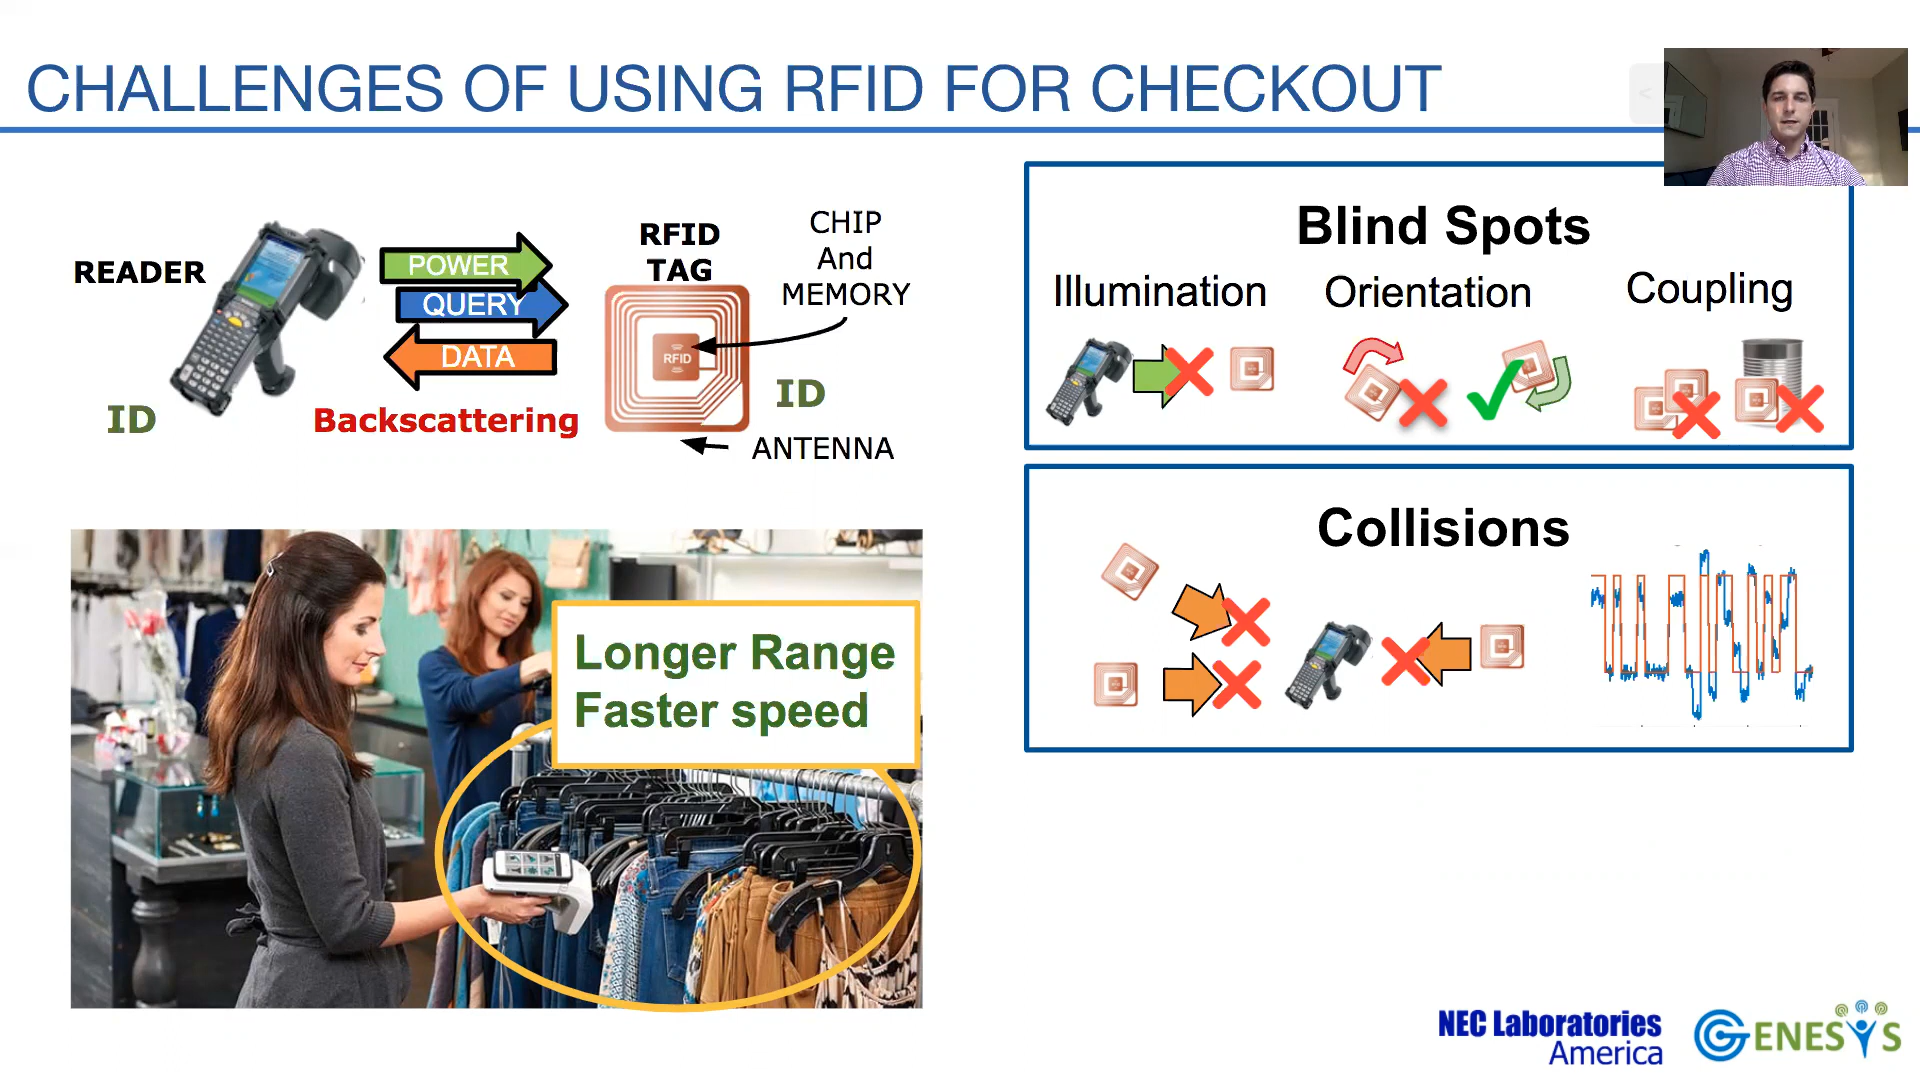 CHALLENGES OF USING RFID FOR CHECKOUT
READER
POWER
QUERY
DATA
Backscattering
ID
RFID
TAG
RFID
ID
CHIP
And
MEMORY
ANTENNA
Longer Range
Faster speed
Blind Spots
Illumination
Orientation
Coupling
Collisions
NEC Laboratories
America
GENESYS